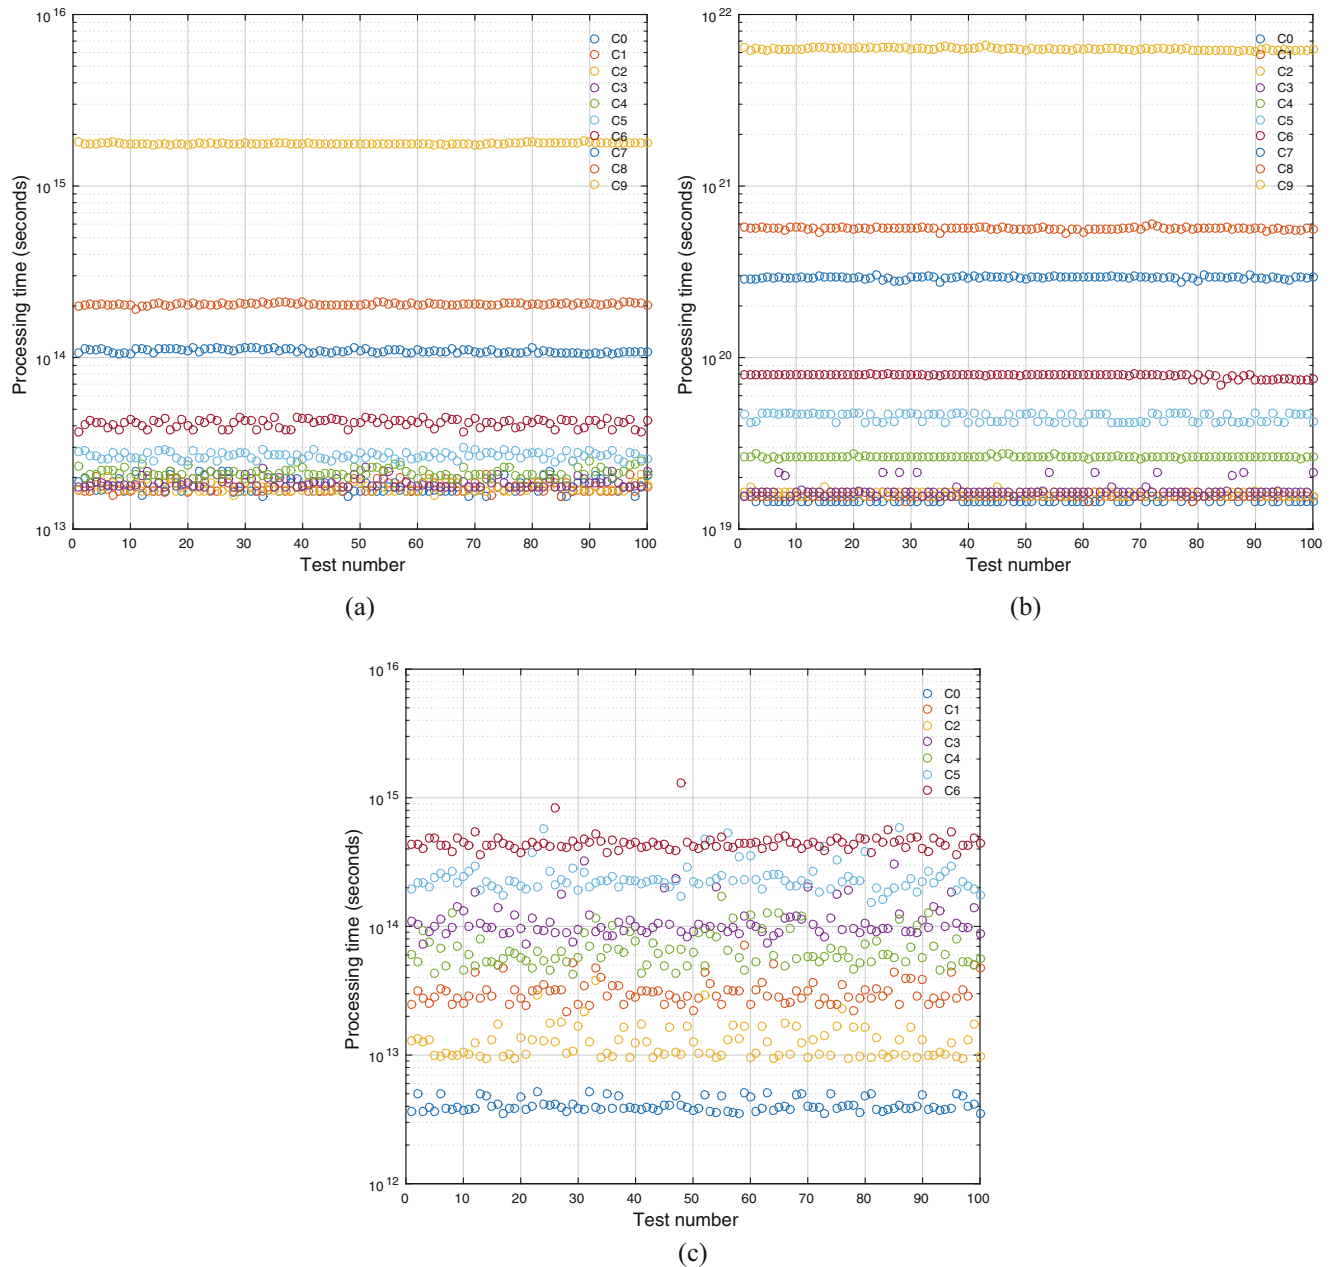 10^16
10^15
10^14
10^13
Processing time (seconds)
C0
C1
C2
C3
C4
C5
C6
C7
C8
C9
0 10 20 30 40 50 60 70 80 90 100
Test number
(a)
10^22
10^21
10^20
10^19
Processing time (seconds)
C0
C1
C2
C3
C4
C5
C6
C7
C8
C9
0 10 20 30 40 50 60 70 80 90 100
Test number
(b)
10^16
10^15
10^14
10^13
10^12
Processing time (seconds)
C0
C1
C2
C3
C4
C5
C6
0 10 20 30 40 50 60 70 80 90 100
Test number
(c)